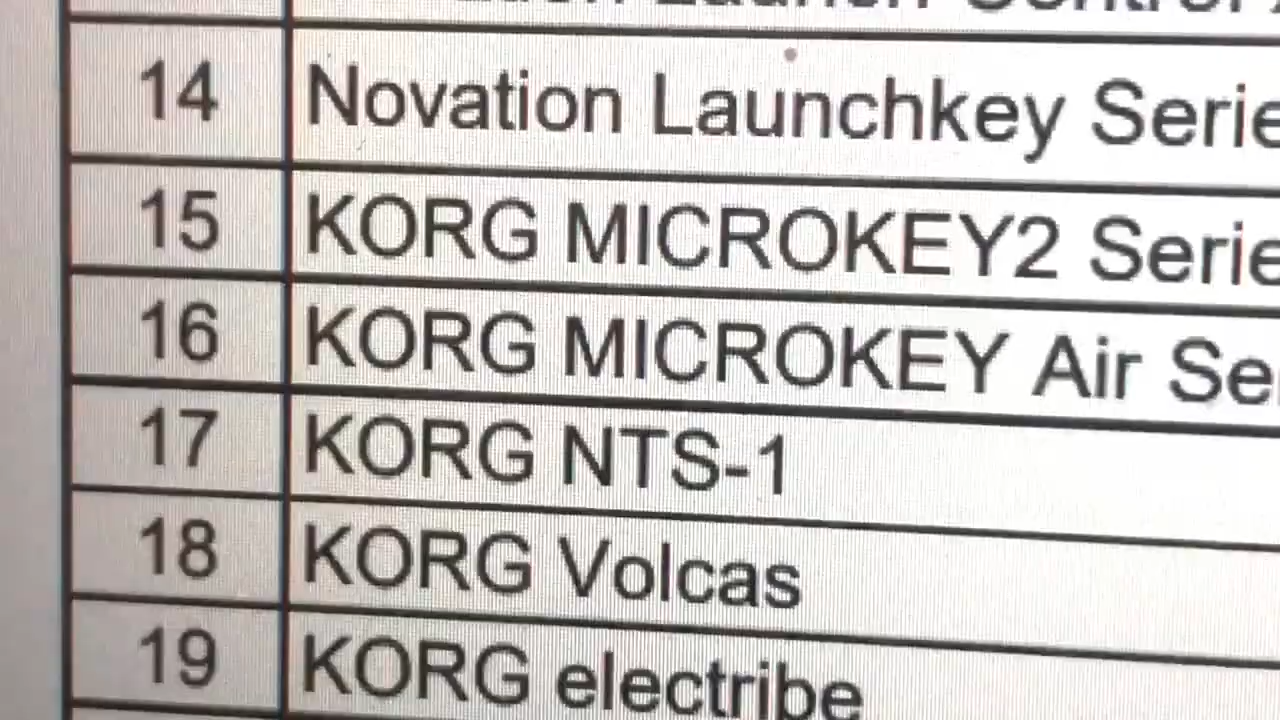 14 Novation Launchkey Serie
15 KORG MICROKEY2 Serie
16 KORG MICROKEY Air Se
17 KORG NTS-1
18 KORG Volcas
19 KORG electribe